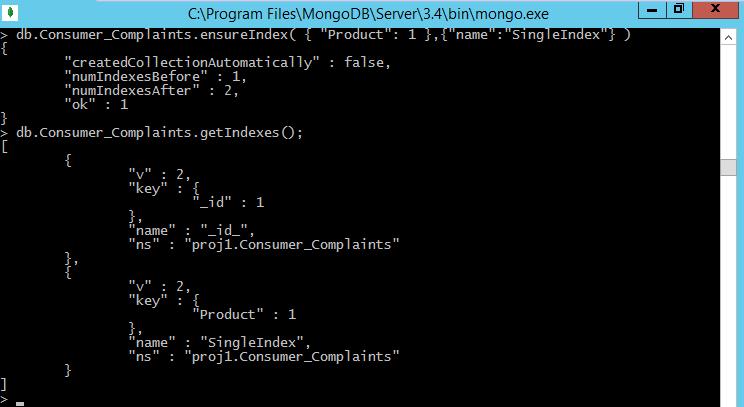 C:\Program Files\MongoDB\Server\3.4\bin\mongo.exe
> db.Consumer_Complaints.ensureIndex( { "Product": 1 },{"name":"SingleIndex"} )
{
        "createdCollectionAutomatically" : false,
        "numIndexesBefore" : 1,
        "numIndexesAfter" : 2,
        "ok" : 1
}
> db.Consumer_Complaints.getIndexes();
[
        {
                "v" : 2,
                "key" : {
                        "_id" : 1
                },
                "name" : "_id_",
                "ns" : "proj1.Consumer_Complaints"
        },
        {
                "v" : 2,
                "key" : {
                        "Product" : 1
                },
                "name" : "SingleIndex",
                "ns" : "proj1.Consumer_Complaints"
        }
]
>